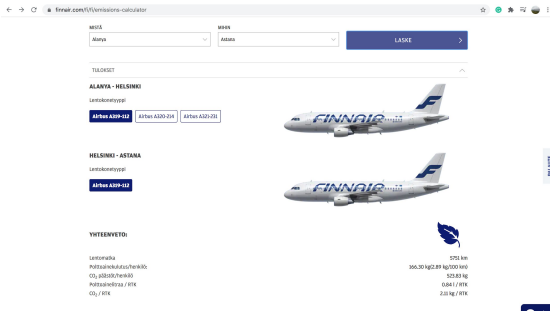 finnair.com/fi/fi/emissions-calculator
MISTÄ
MIHIN
Alanya
Astana
LASKE
TULOKSET
ALANYA - HELSINKI
Lentokonetyyppi
Airbus A319-112
Airbus A320-214
Airbus A321-231
FINNAIR
HELSINKI - ASTANA
Lentokonetyyppi
Airbus A319-112
FINNAIR
YHTEENVETO:
Lentomatka 5751 km
Polttoainekulutus/henkilö: 166.30 kg(2.89 kg/100 km)
CO₂ päästöt/henkilö 523.83 kg
Polttoainelitraa / RTK 0.84 l / RTK
CO₂ / RTK 2.11 kg / RTK